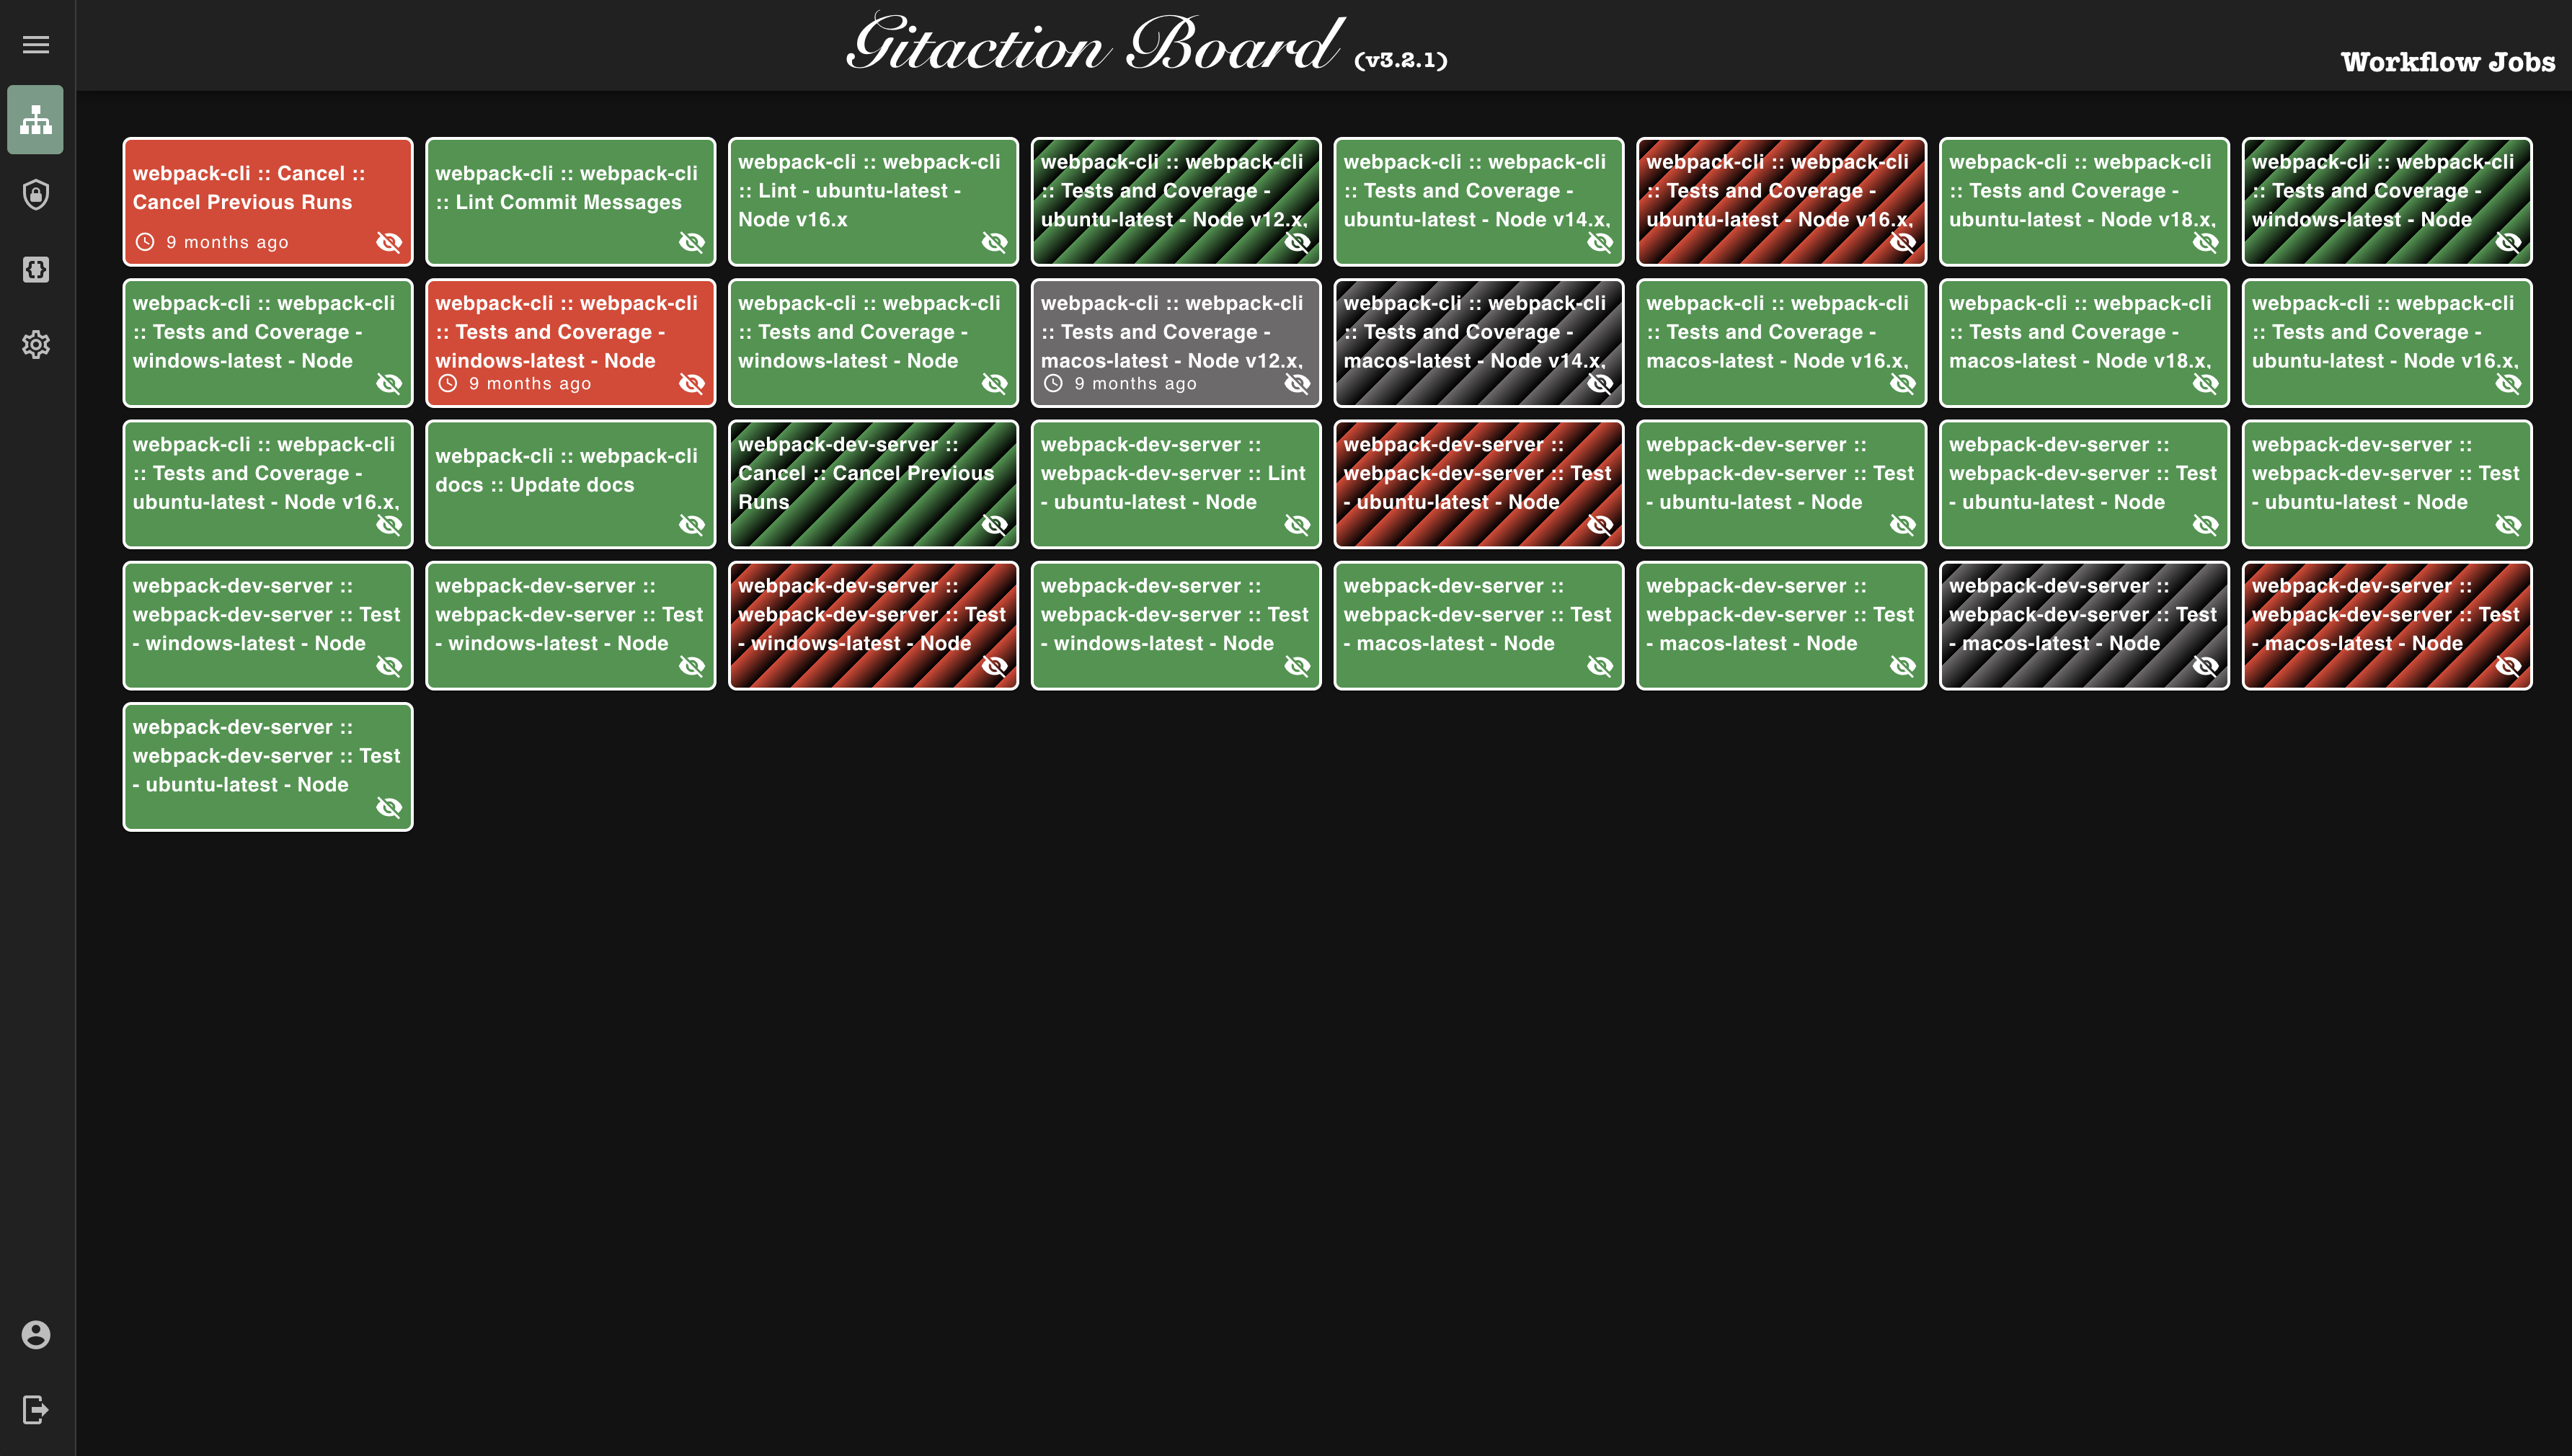 Gitaction Board (v3.2.1)
Workflow Jobs
webpack-cli :: Cancel ::
Cancel Previous Runs
9 months ago
webpack-cli :: webpack-cli
:: Lint Commit Messages
webpack-cli :: webpack-cli
:: Lint - ubuntu-latest -
Node v16.x
webpack-cli :: webpack-cli
:: Tests and Coverage -
ubuntu-latest - Node v12.x,
webpack-cli :: webpack-cli
:: Tests and Coverage -
ubuntu-latest - Node v14.x,
webpack-cli :: webpack-cli
:: Tests and Coverage -
ubuntu-latest - Node v16.x,
webpack-cli :: webpack-cli
:: Tests and Coverage -
ubuntu-latest - Node v18.x,
webpack-cli :: webpack-cli
:: Tests and Coverage -
windows-latest - Node
webpack-cli :: webpack-cli
:: Tests and Coverage -
windows-latest - Node
webpack-cli :: webpack-cli
:: Tests and Coverage -
windows-latest - Node
9 months ago
webpack-cli :: webpack-cli
:: Tests and Coverage -
windows-latest - Node
webpack-cli :: webpack-cli
:: Tests and Coverage -
macos-latest - Node v12.x,
9 months ago
webpack-cli :: webpack-cli
:: Tests and Coverage -
macos-latest - Node v14.x,
webpack-cli :: webpack-cli
:: Tests and Coverage -
macos-latest - Node v16.x,
webpack-cli :: webpack-cli
:: Tests and Coverage -
macos-latest - Node v18.x,
webpack-cli :: webpack-cli
:: Tests and Coverage -
ubuntu-latest - Node v16.x,
webpack-cli :: webpack-cli
:: Tests and Coverage -
ubuntu-latest - Node v16.x,
webpack-cli :: webpack-cli
docs :: Update docs
webpack-dev-server ::
Cancel :: Cancel Previous
Runs
webpack-dev-server ::
webpack-dev-server :: Lint
- ubuntu-latest - Node
webpack-dev-server ::
webpack-dev-server :: Test
- ubuntu-latest - Node
webpack-dev-server ::
webpack-dev-server :: Test
- ubuntu-latest - Node
webpack-dev-server ::
webpack-dev-server :: Test
- ubuntu-latest - Node
webpack-dev-server ::
webpack-dev-server :: Test
- ubuntu-latest - Node
webpack-dev-server ::
webpack-dev-server :: Test
- windows-latest - Node
webpack-dev-server ::
webpack-dev-server :: Test
- windows-latest - Node
webpack-dev-server ::
webpack-dev-server :: Test
- windows-latest - Node
webpack-dev-server ::
webpack-dev-server :: Test
- windows-latest - Node
webpack-dev-server ::
webpack-dev-server :: Test
- macos-latest - Node
webpack-dev-server ::
webpack-dev-server :: Test
- macos-latest - Node
webpack-dev-server ::
webpack-dev-server :: Test
- macos-latest - Node
webpack-dev-server ::
webpack-dev-server :: Test
- macos-latest - Node
webpack-dev-server ::
webpack-dev-server :: Test
- ubuntu-latest - Node